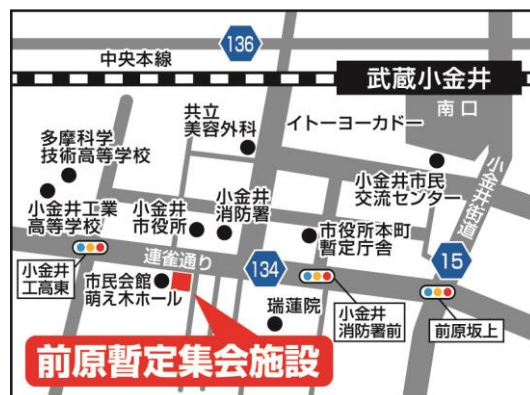 136
中央本線
武蔵小金井
南口
共立
美容外科
イトーヨーカドー
多摩科学
技術高等学校
小金井街道
小金井市民
交流センター
小金井工業
高等学校
小金井
市役所
小金井
消防署
市役所本町
暫定庁舎
連雀通り
134
15
小金井
工高東
市民会館
萌え木ホール
瑞蓮院
小金井
消防署前
前原坂上
前原暫定集会施設